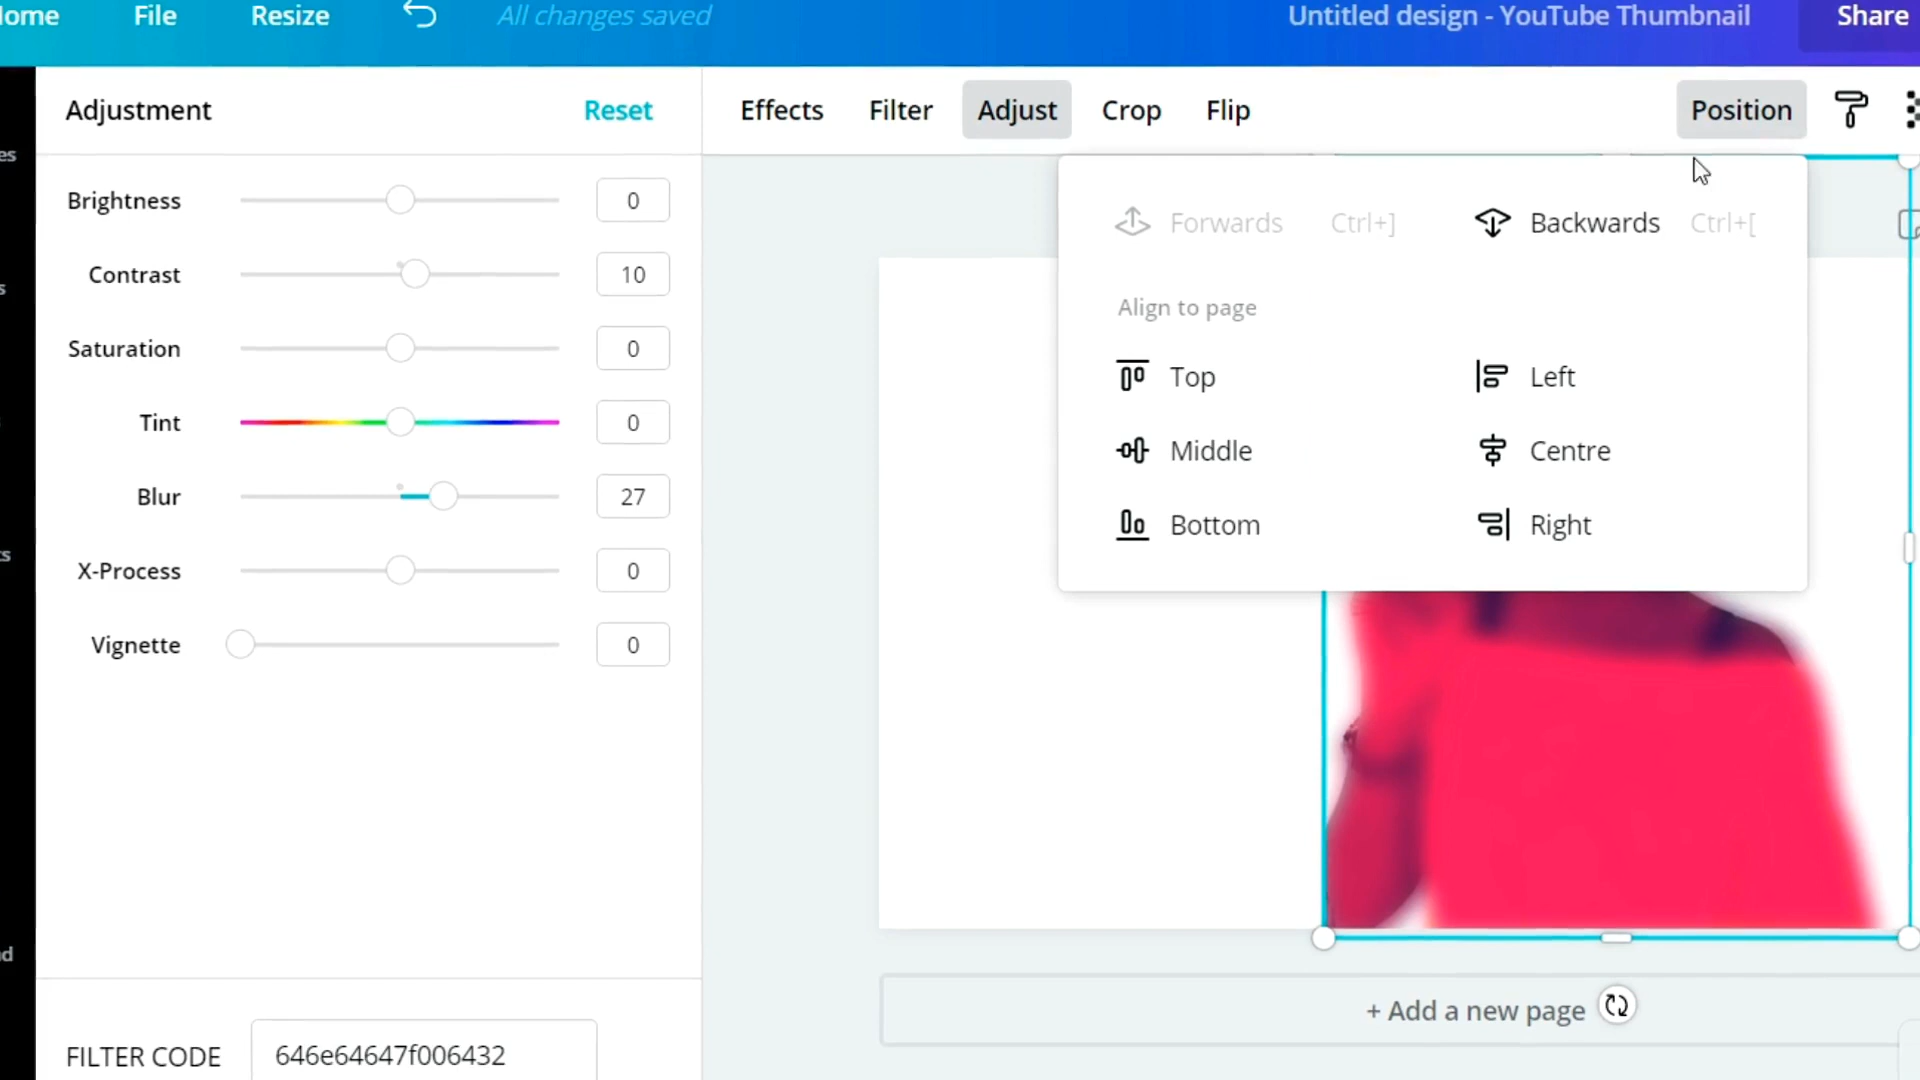 Home File Resize All changes saved Untitled design - YouTube Thumbnail Share
Adjustment Reset
Effects Filter Adjust Crop Flip Position
Brightness 0
Contrast 10
Saturation 0
Tint 0
Blur 27
X-Process 0
Vignette 0
FILTER CODE 646e64647f006432
Forwards Ctrl+] Backwards Ctrl+[
Align to page
Top Left
Middle Centre
Bottom Right
+ Add a new page